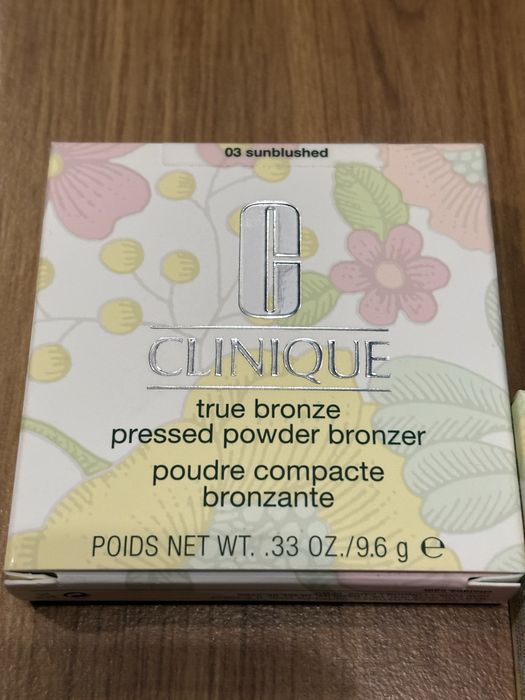 03 sunblushed
CLINIQUE
true bronze
pressed powder bronzer
poudre compacte
bronzante
POIDS NET WT. .33 OZ./9.6 g ℮